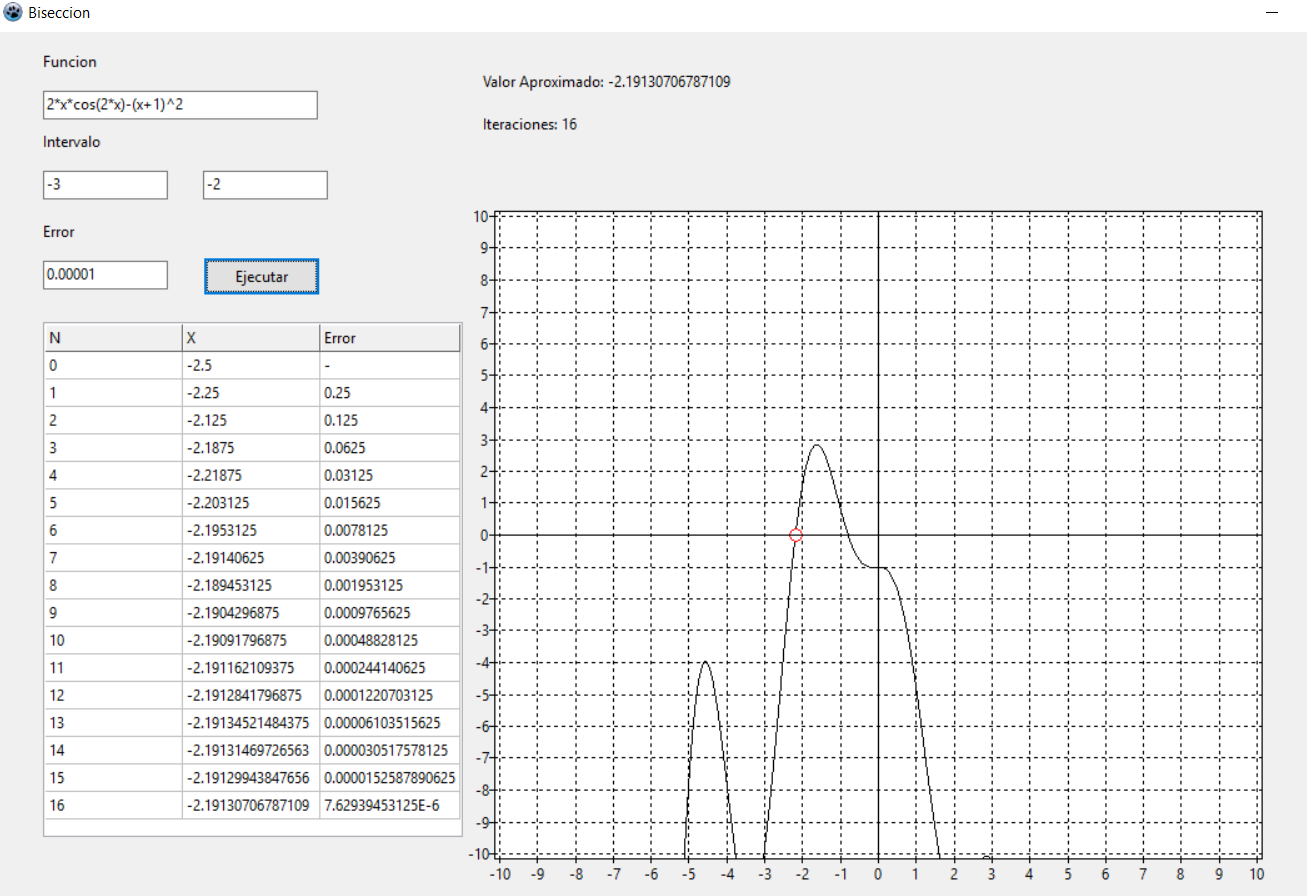 Biseccion
Funcion
2*x*cos(2*x)-(x+1)^2
Intervalo
-3 -2
Error
0.00001 Ejecutar
Valor Aproximado: -2.19130706787109
Iteraciones: 16
N X Error
0 -2.5 -
1 -2.25 0.25
2 -2.125 0.125
3 -2.1875 0.0625
4 -2.21875 0.03125
5 -2.203125 0.015625
6 -2.1953125 0.0078125
7 -2.19140625 0.00390625
8 -2.189453125 0.001953125
9 -2.1904296875 0.0009765625
10 -2.19091796875 0.00048828125
11 -2.191162109375 0.000244140625
12 -2.1912841796875 0.0001220703125
13 -2.19134521484375 0.00006103515625
14 -2.19131469726563 0.000030517578125
15 -2.19129943847656 0.0000152587890625
16 -2.19130706787109 7.62939453125E-6
10
9
8
7
6
5
4
3
2
1
0
-1
-2
-3
-4
-5
-6
-7
-8
-9
-10
-10 -9 -8 -7 -6 -5 -4 -3 -2 -1 0 1 2 3 4 5 6 7 8 9 10